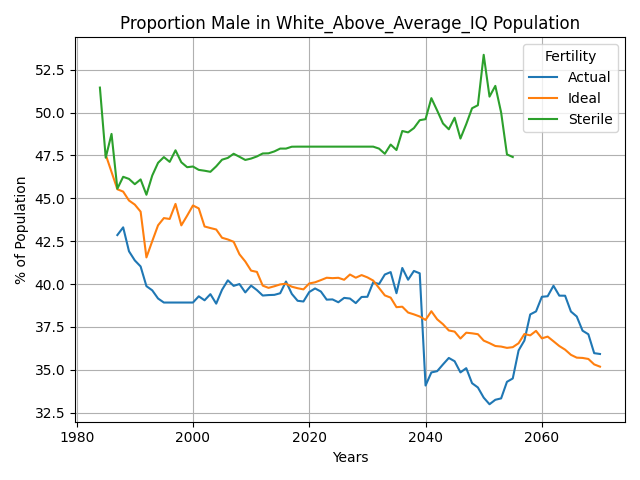 Proportion Male in White_Above_Average_IQ Population
Fertility
Actual
Ideal
Sterile
% of Population
52.5
50.0
47.5
45.0
42.5
40.0
37.5
35.0
32.5
1980
2000
2020
2040
2060
Years